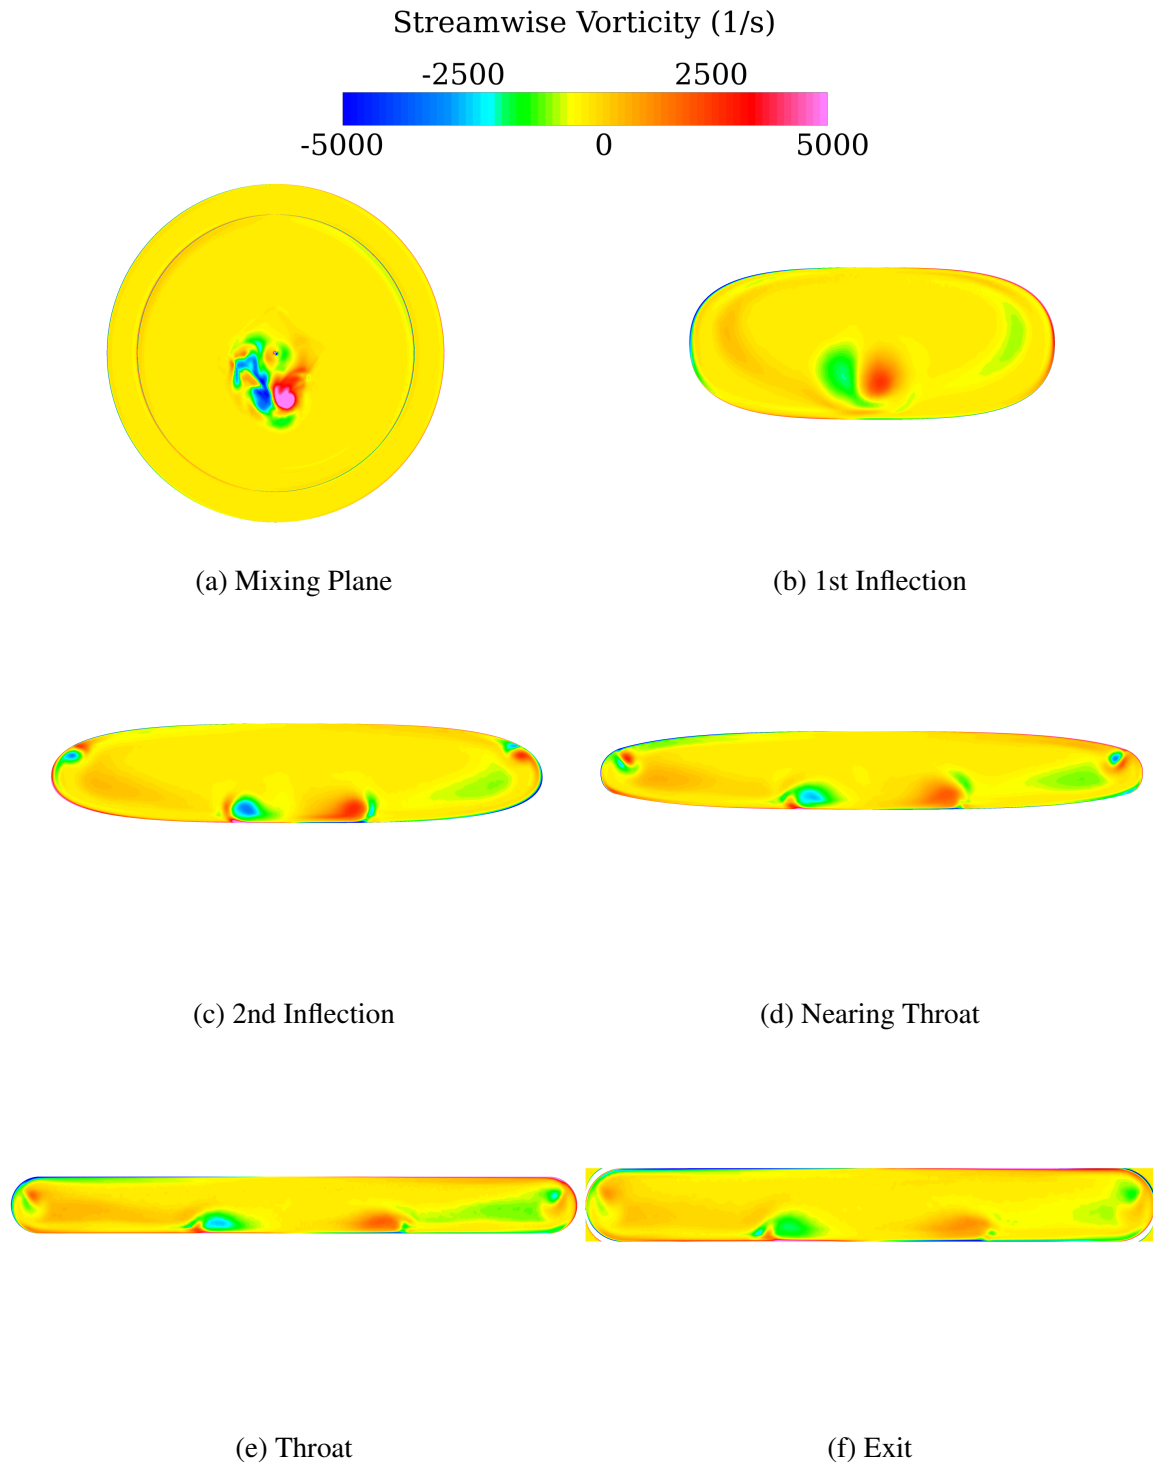 Streamwise Vorticity (1/s)
-2500 2500
-5000 0 5000
(a) Mixing Plane
(b) 1st Inflection
(c) 2nd Inflection
(d) Nearing Throat
(e) Throat
(f) Exit